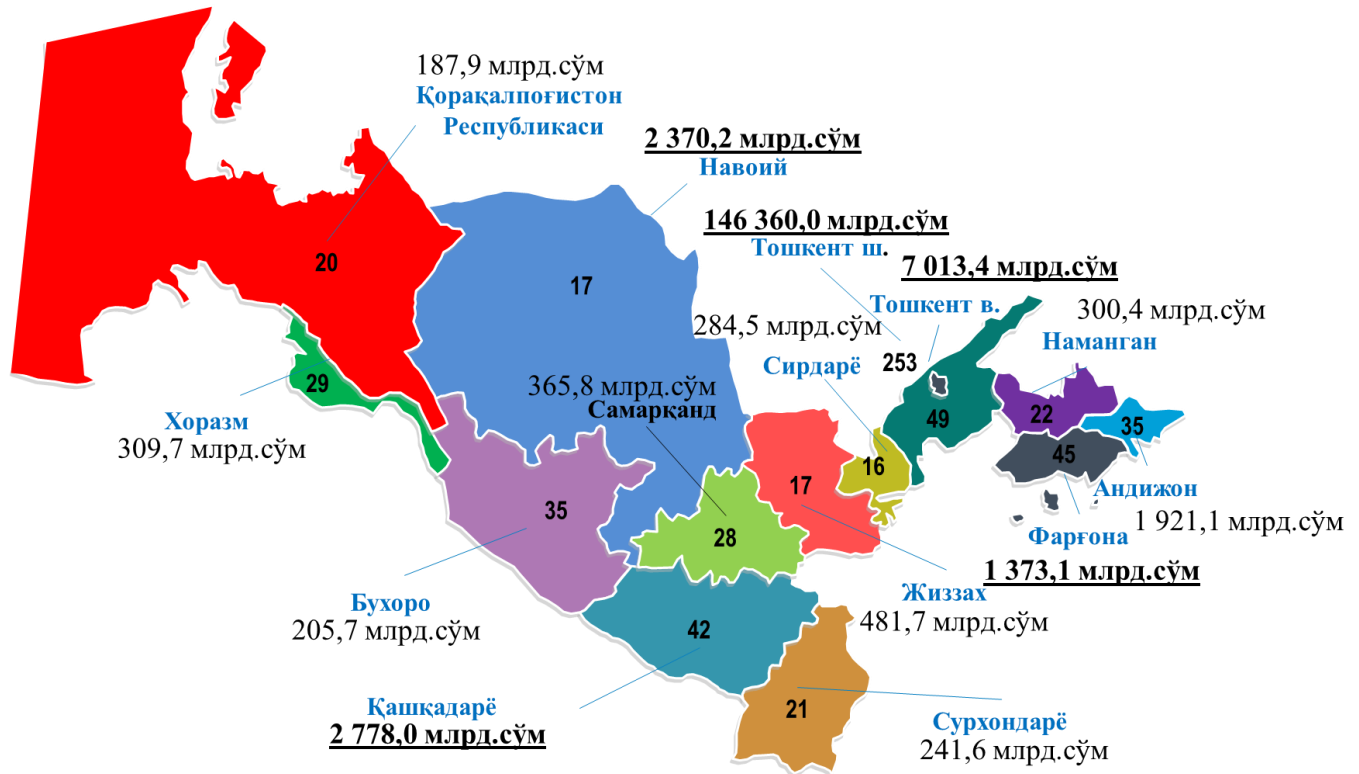 187,9 млрд.сўм
Қорақалпоғистон
Республикаси
2 370,2 млрд.сўм
Навоий
146 360,0 млрд.сўм
Тошкент ш.
7 013,4 млрд.сўм
Тошкент в.
300,4 млрд.сўм
Наманган
284,5 млрд.сўм
Сирдарё
253
20
17
29
365,8 млрд.сўм
Самарқанд
49
22
35
45
16
17
Хоразм
309,7 млрд.сўм
35
28
Андижон
1 921,1 млрд.сўм
Фарғона
1 373,1 млрд.сўм
Жиззах
481,7 млрд.сўм
Бухоро
205,7 млрд.сўм
42
21
Қашқадарё
2 778,0 млрд.сўм
Сурхондарё
241,6 млрд.сўм